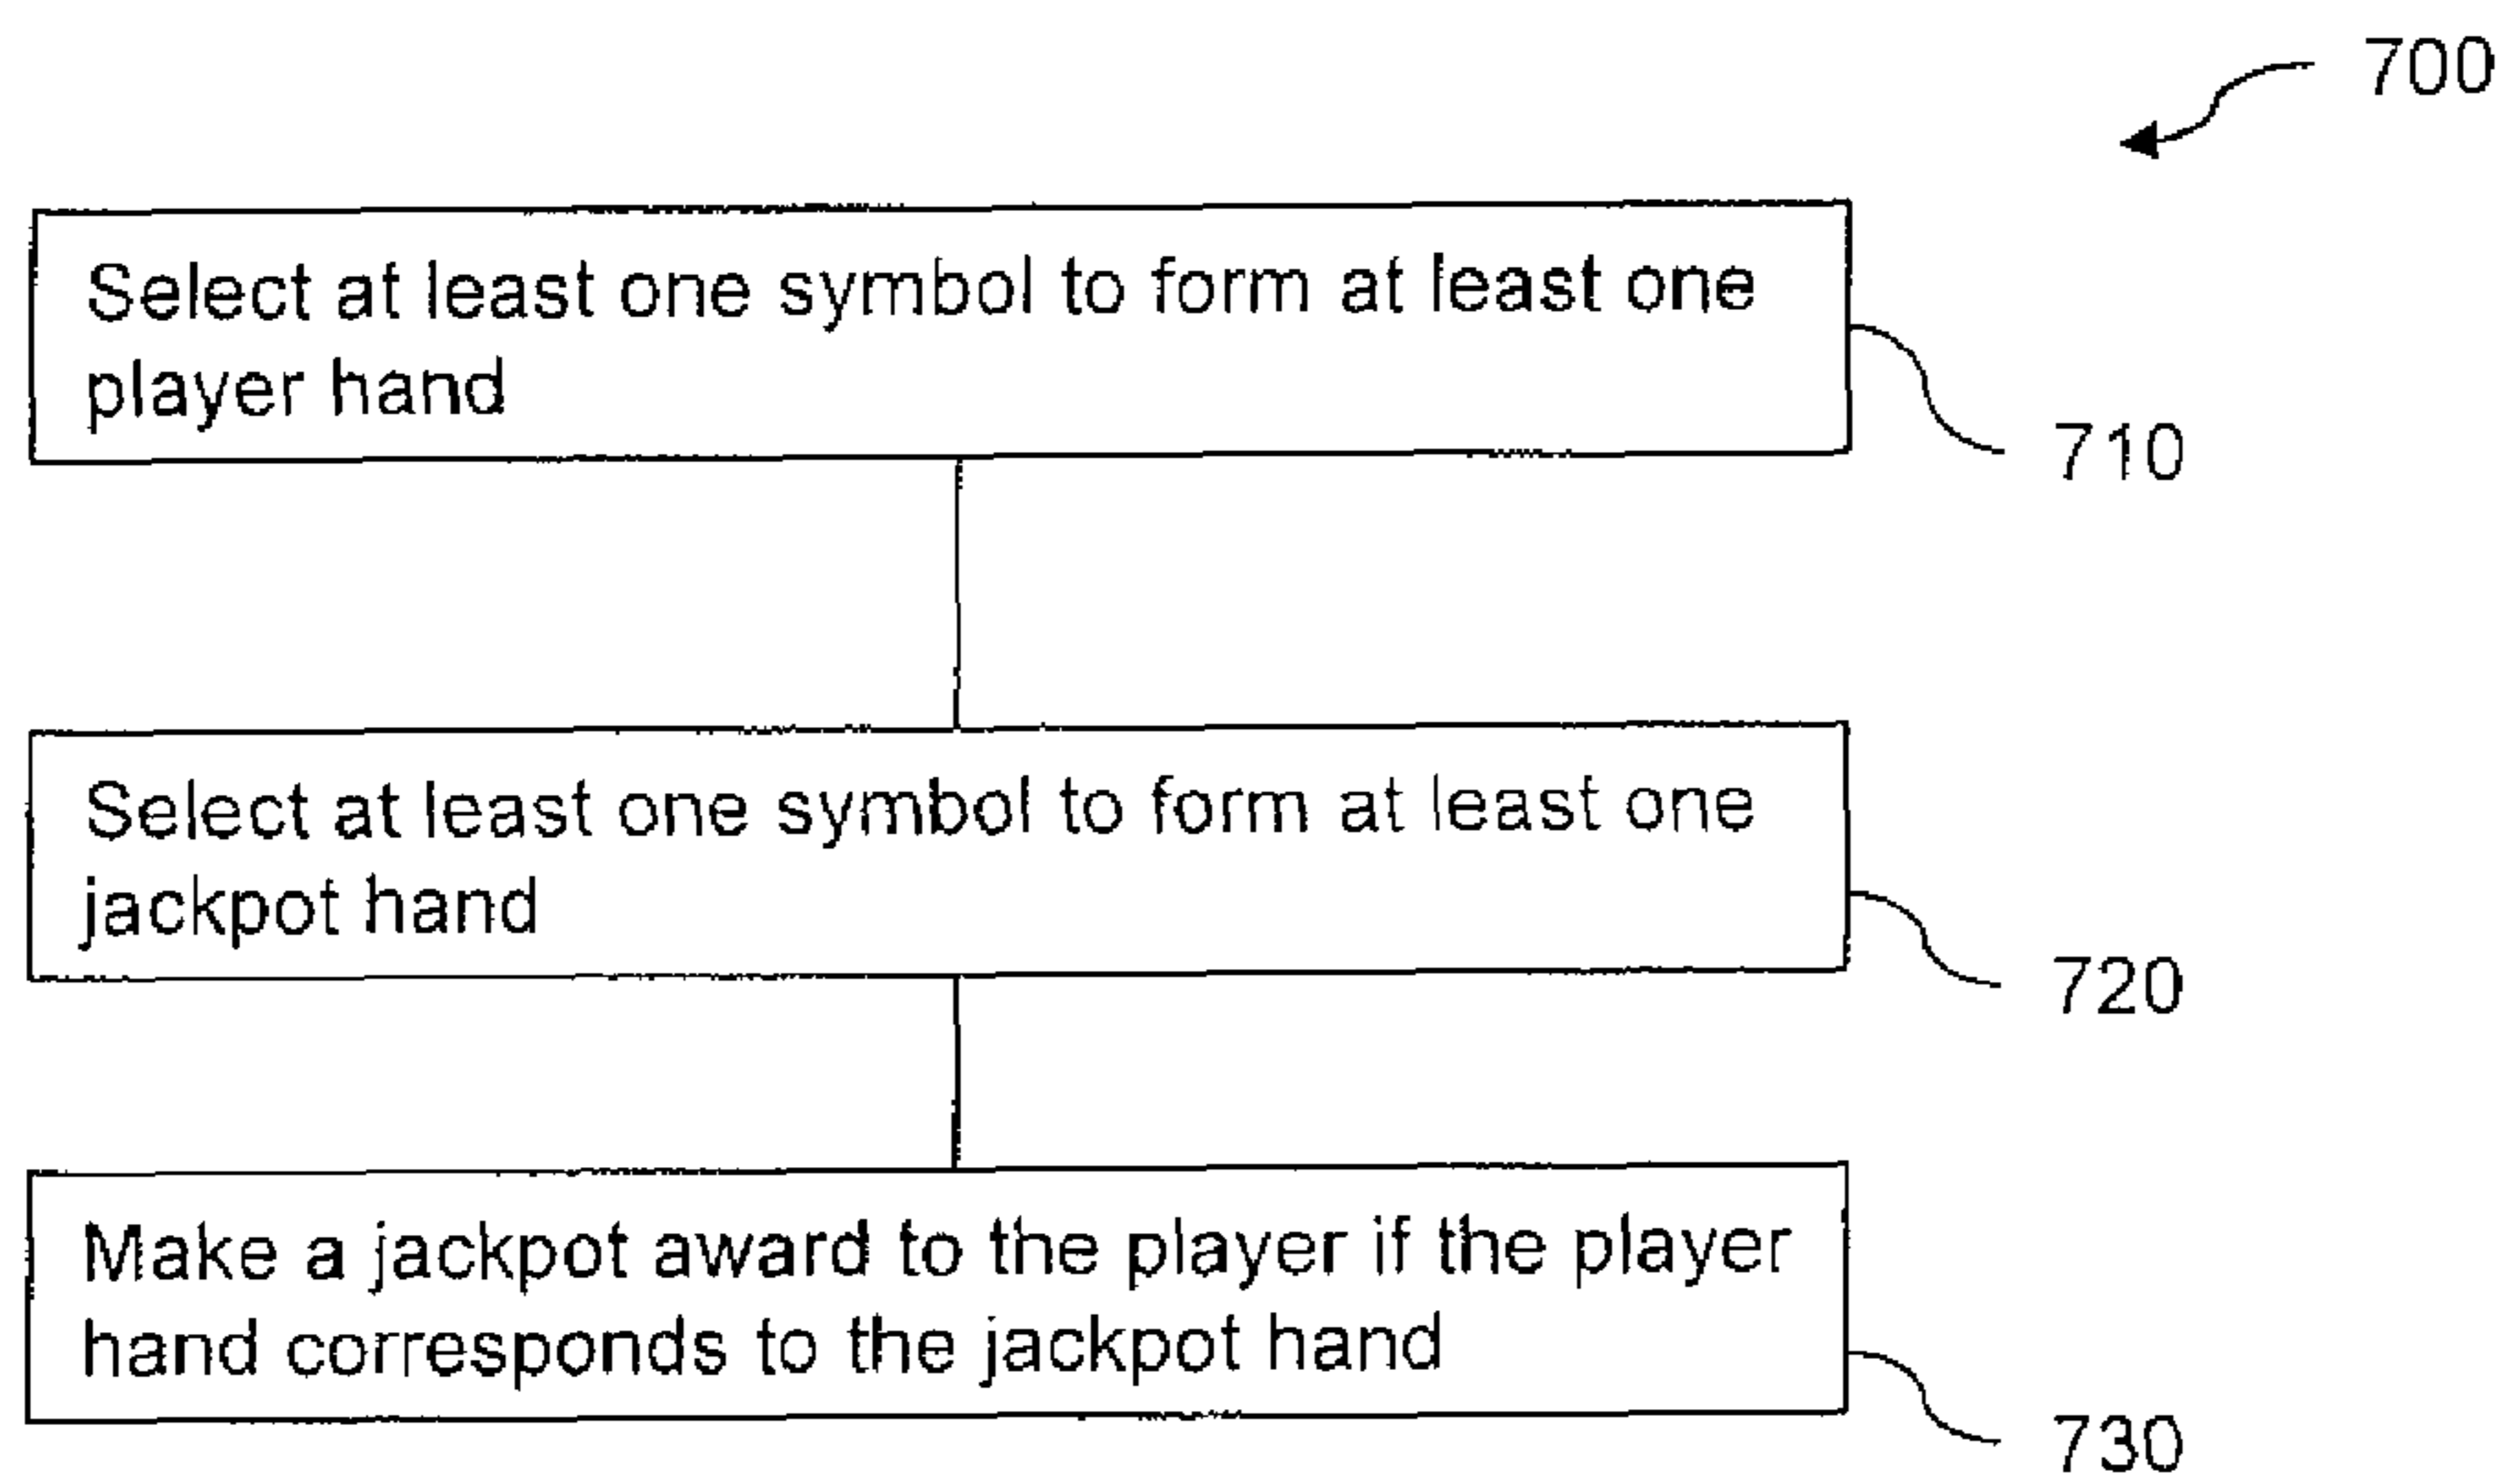 700
Select at least one symbol to form at least one
player hand
710
Select at least one symbol to form at least one
jackpot hand
720
Make a jackpot award to the player if the player
hand corresponds to the jackpot hand
730